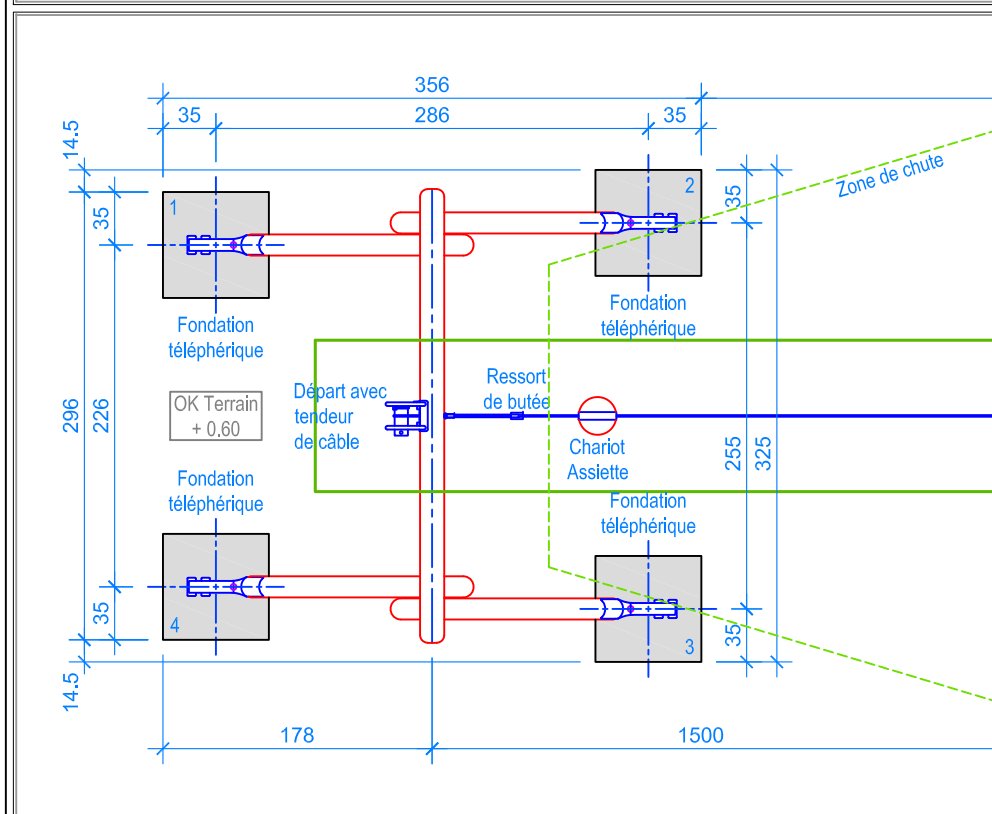 356
35
286
35
14.5
35
1
2
35
Zone de chute
Fondation
téléphérique
Fondation
téléphérique
OK Terrain
+ 0.60
Départ avec
tendeur
de câble
Ressort
de butée
Chariot
Assiette
296
226
255
325
Fondation
téléphérique
Fondation
téléphérique
35
4
3
35
14.5
178
1500